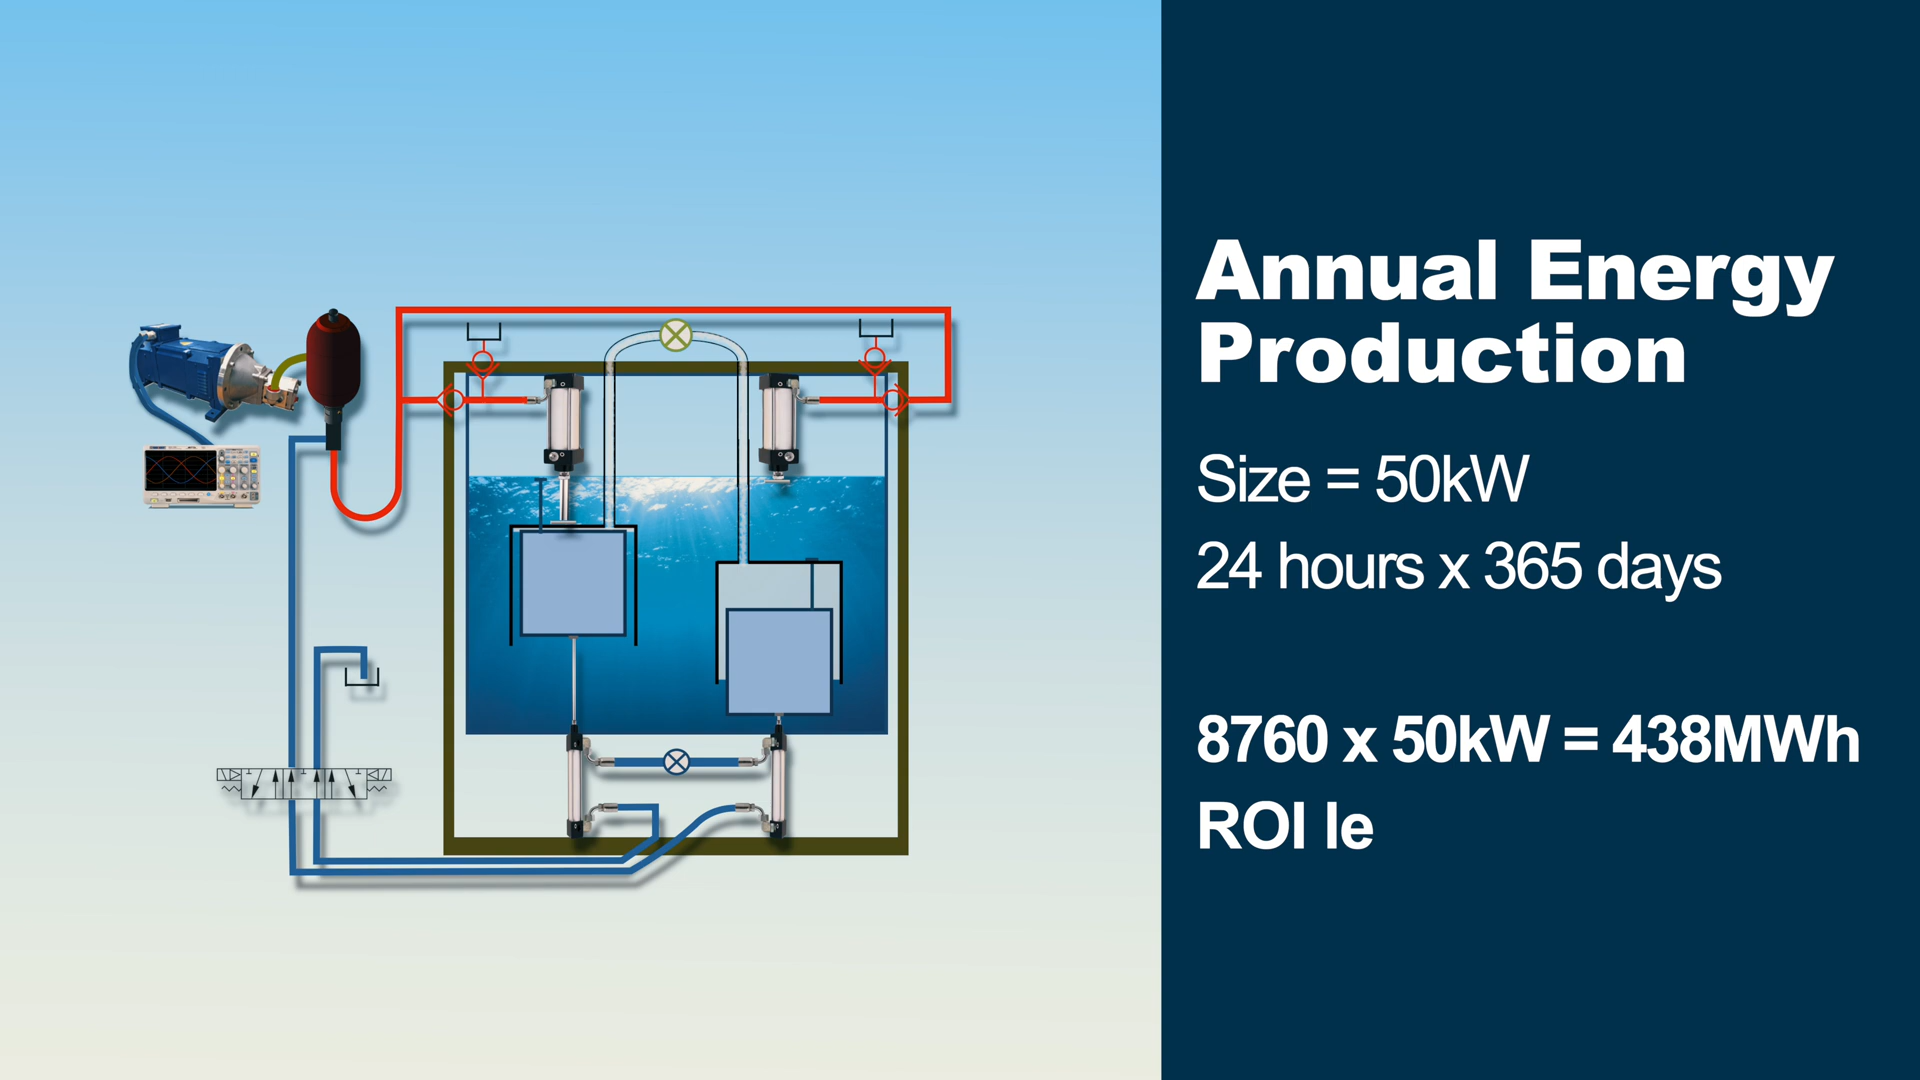 Annual Energy
Production
Size = 50kW
24 hours x 365 days
8760 x 50kW = 438MWh
ROI le